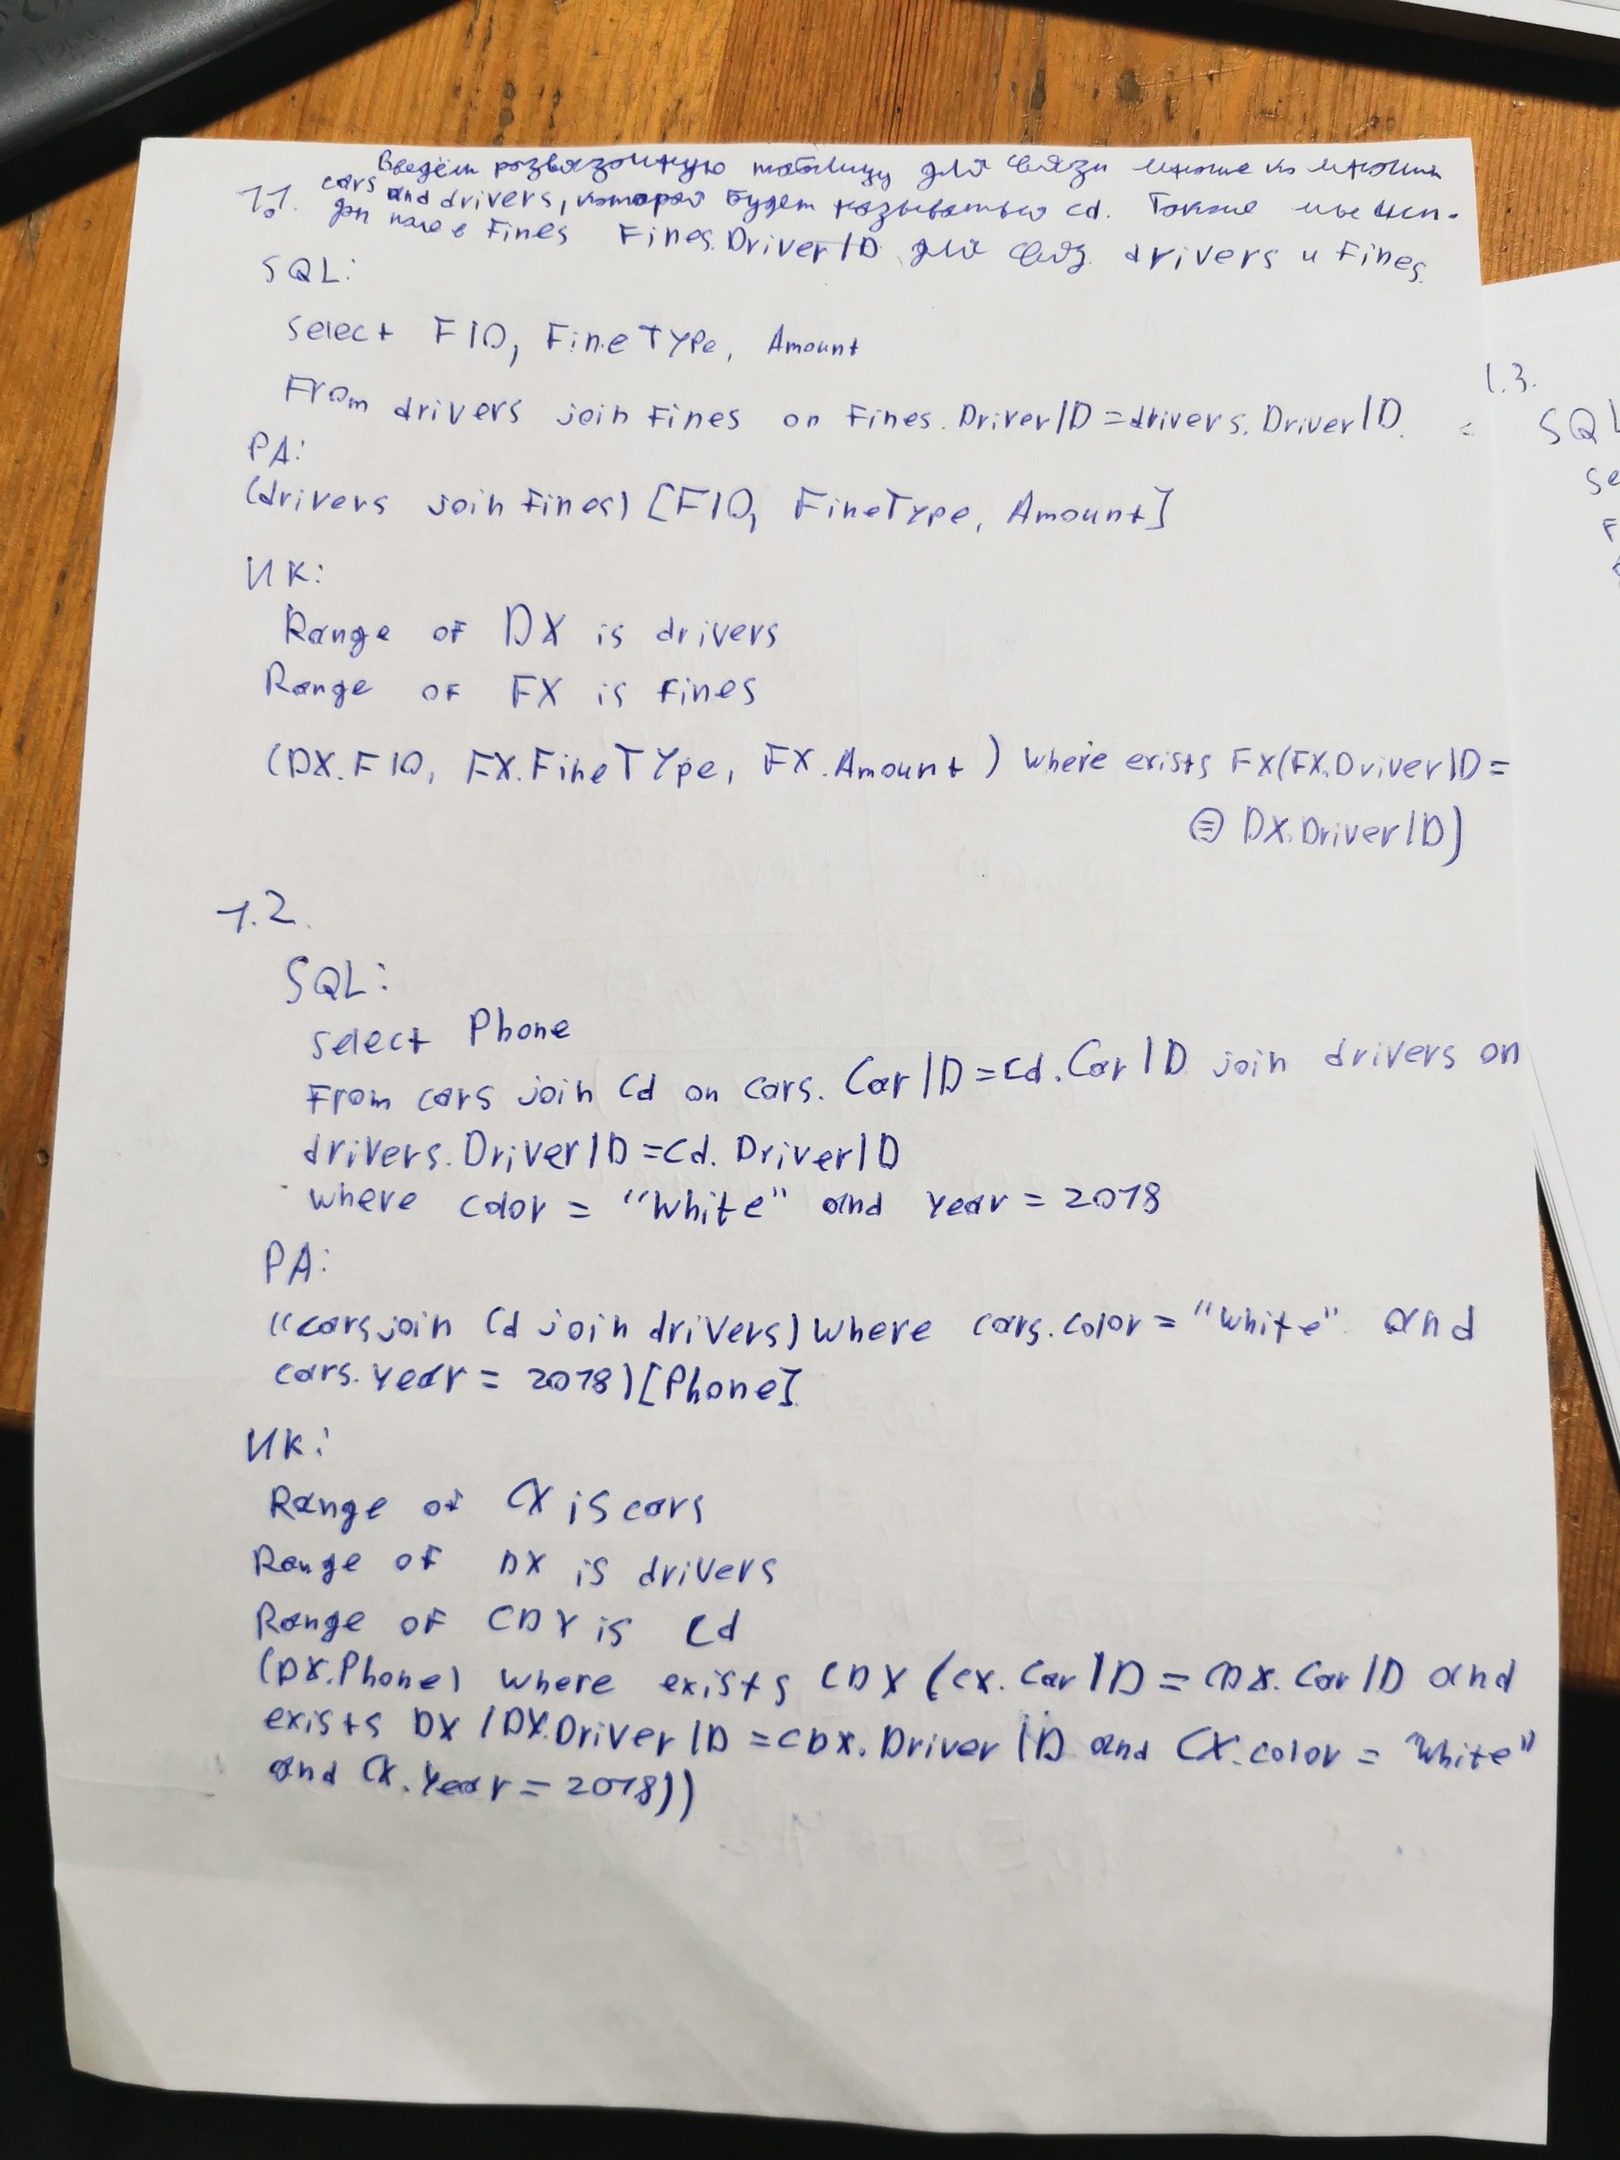 Введём развязочную таблицу для связи многие ко многим
1.1. cars and drivers, которая будет называться cd. Также мы исп.
доп поле в Fines Fines.DriverID для связ. drivers и Fines.
SQL:
select FIO, FineType, Amount
From drivers join Fines on Fines.DriverID = drivers.DriverID.
РА:
(drivers join Fines) [FIO, FineType, Amount]
ИК:
Range of DX is drivers
Range of FX is fines
(DX.FIO, FX.FineType, FX.Amount) where exists FX(FX.DriverID =
= DX.DriverID)
1.2.
SQL:
select Phone
From cars join Cd on cars.CarID = Cd.CarID join drivers on
drivers.DriverID = Cd.DriverID
where color = "White" and year = 2018
РА:
((cars join Cd join drivers) where cars.color = "White" and
cars.year = 2018)[Phone]
ИК:
Range of CX is cars
Range of DX is drivers
Range of CDX is Cd
(DX.Phone) where exists CDX (CX.CarID = CDX.CarID and
exists DX (DX.DriverID = CDX.DriverID and CX.color = "White"
and CX.Year = 2018))
1.3.
SQL
Se
F